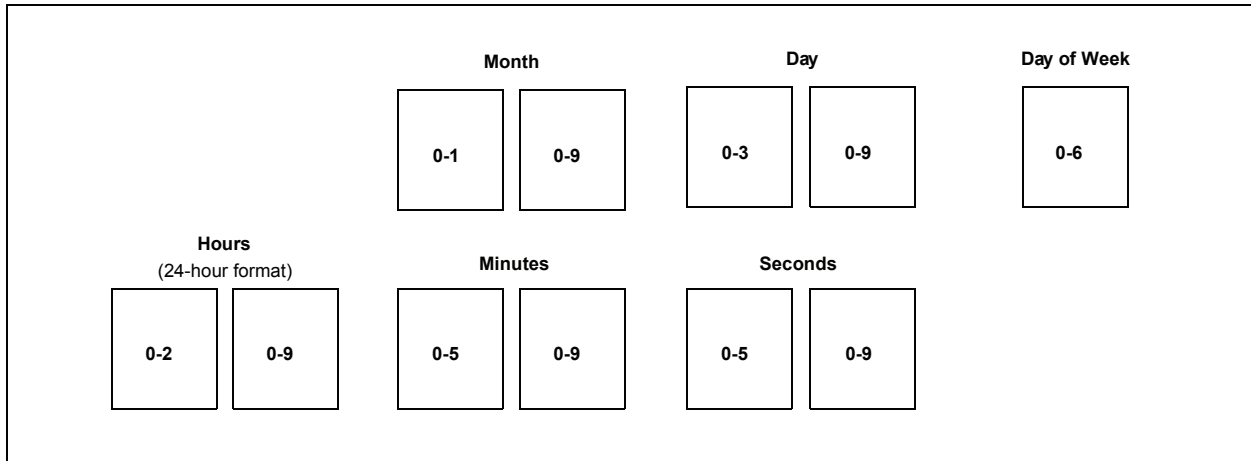 Month Day Day of Week
0-1 0-9 0-3 0-9 0-6
Hours
(24-hour format)
Minutes Seconds
0-2 0-9 0-5 0-9 0-5 0-9